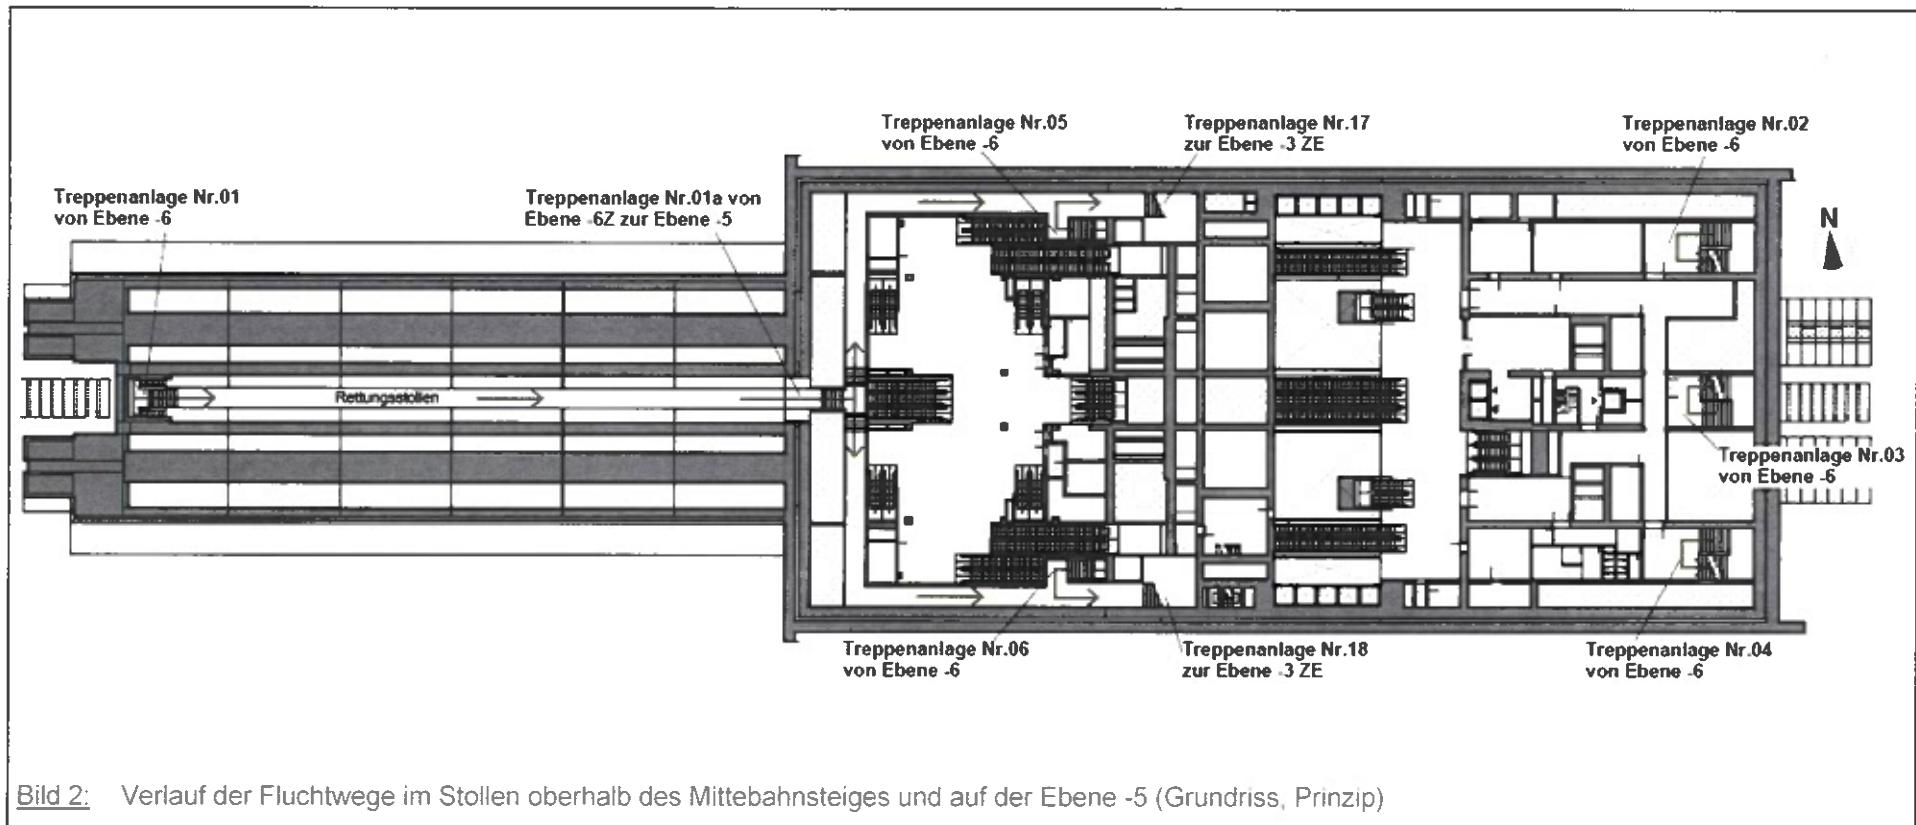 Treppenanlage Nr.05
von Ebene -6
Treppenanlage Nr.17
zur Ebene -3 ZE
Treppenanlage Nr.02
von Ebene -6
Treppenanlage Nr.01
von Ebene -6
Treppenanlage Nr.01a von
Ebene -6Z zur Ebene -5
N
Rettungsstollen
Treppenanlage Nr.03
von Ebene -6
Treppenanlage Nr.06
von Ebene -6
Treppenanlage Nr.18
zur Ebene -3 ZE
Treppenanlage Nr.04
von Ebene -6
Bild 2: Verlauf der Fluchtwege im Stollen oberhalb des Mittebahnsteiges und auf der Ebene -5 (Grundriss, Prinzip)